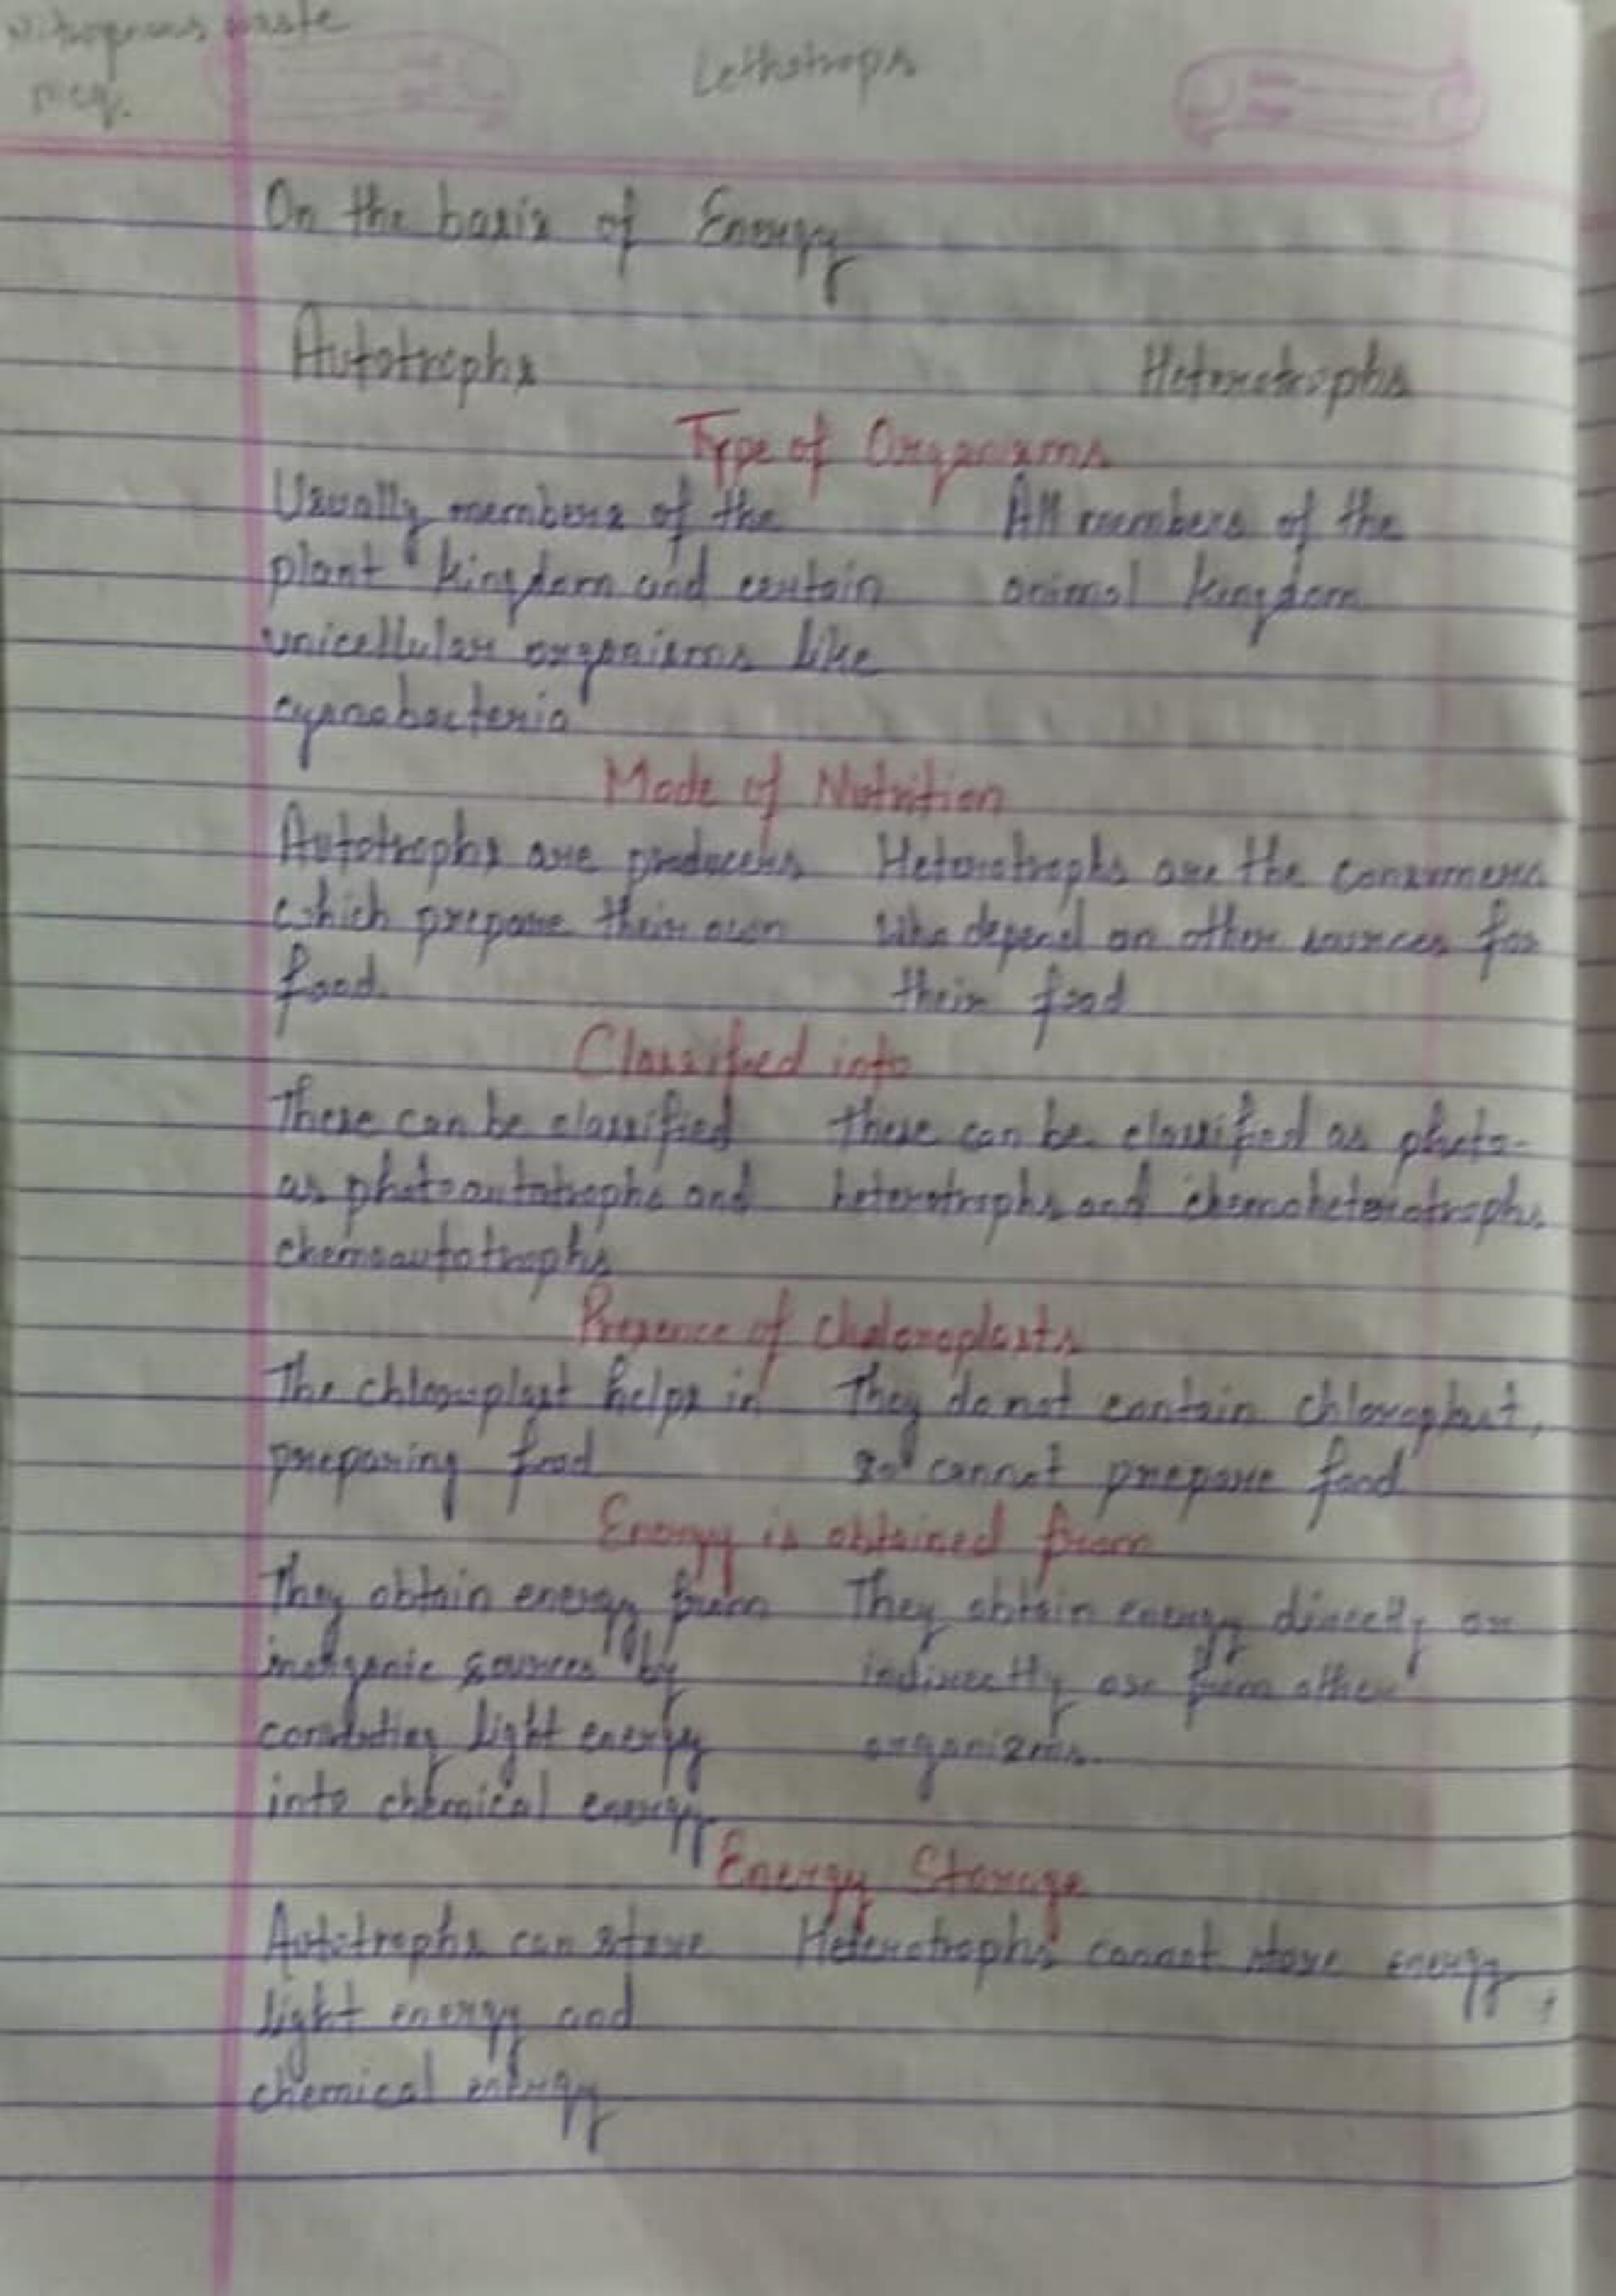 Nitrogenous waste
mcq.
Lethotrops
On the basis of Energy
Autotrophs Heterotrophs
Type of Organisms
Usually members of the All members of the
plant kingdom and certain animal kingdom
unicellular organisms like
cyanobacteria
Mode of Nutrition
Autotrophs are producers Heterotrophs are the consumers
which prepare their own who depend on other sources for
food. their food
Classified into
These can be classified these can be classified as photo-
as photoautotrophs and heterotrophs and chemoheterotrophs
chemoautotrophs
Presence of Choloroplasts
The chloroplast helps in They do not contain chloroplast,
preparing food so cannot prepare food
Energy is obtained from
They obtain energy from They obtain energy directly or
inorganic sources by indirectly from other
light energy organisms.
into chemical energy.
Energy Storage
Autotrophs can store Heterotrophs cannot store energy
light energy and
chemical energy